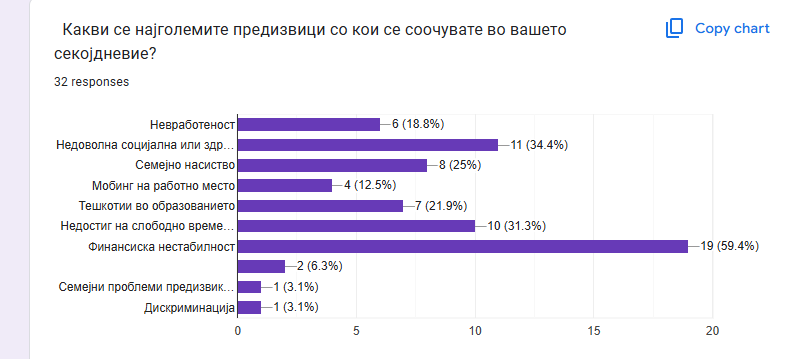 Какви се најголемите предизвици со кои се соочувате во вашето
секојдневие?
Copy chart
32 responses
Невработеност 6 (18.8%)
Недоволна социјална или здр... 11 (34.4%)
Семејно насиство 8 (25%)
Мобинг на работно место 4 (12.5%)
Тешкотии во образованието 7 (21.9%)
Недостиг на слободно време... 10 (31.3%)
Финансиска нестабилност 19 (59.4%)
2 (6.3%)
Семејни проблеми предизвик... 1 (3.1%)
Дискриминација 1 (3.1%)
0 5 10 15 20